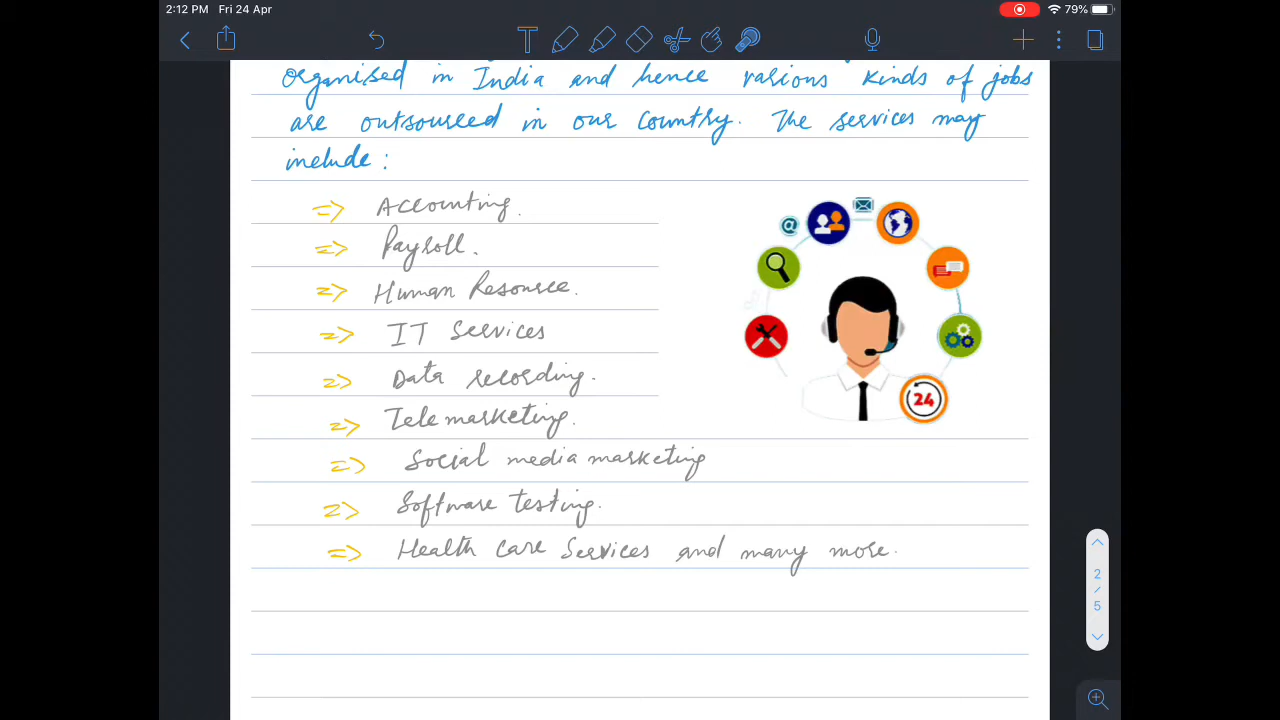 2:12 PM Fri 24 Apr 79%
organised in India and hence various kinds of jobs
are outsourced in our country. The services may
include:
=> Accounting.
=> Payroll.
=> Human Resource.
=> IT Services
=> Data recording.
=> Tele marketing.
=> Social media marketing
=> Software testing.
=> Health care Services and many more.
@
24
T
2
/
5